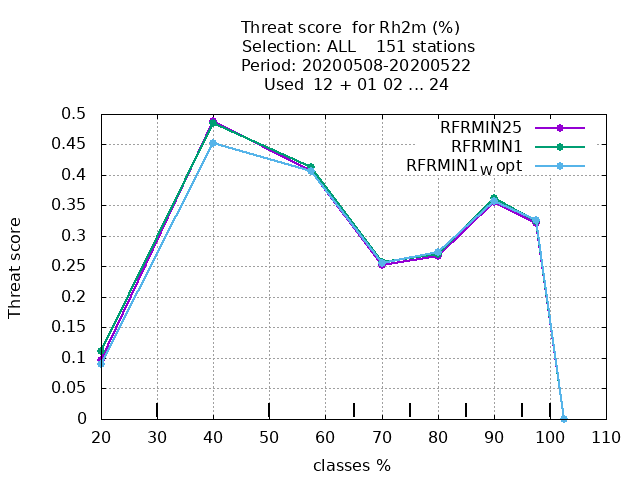 Threat score  for Rh2m (%)
Selection: ALL    151 stations
Period: 20200508-20200522
Used  12 + 01 02 ... 24
RFRMIN25
RFRMIN1
RFRMIN1W opt
Threat score
0.5
0.45
0.4
0.35
0.3
0.25
0.2
0.15
0.1
0.05
0
20 30 40 50 60 70 80 90 100 110
classes %